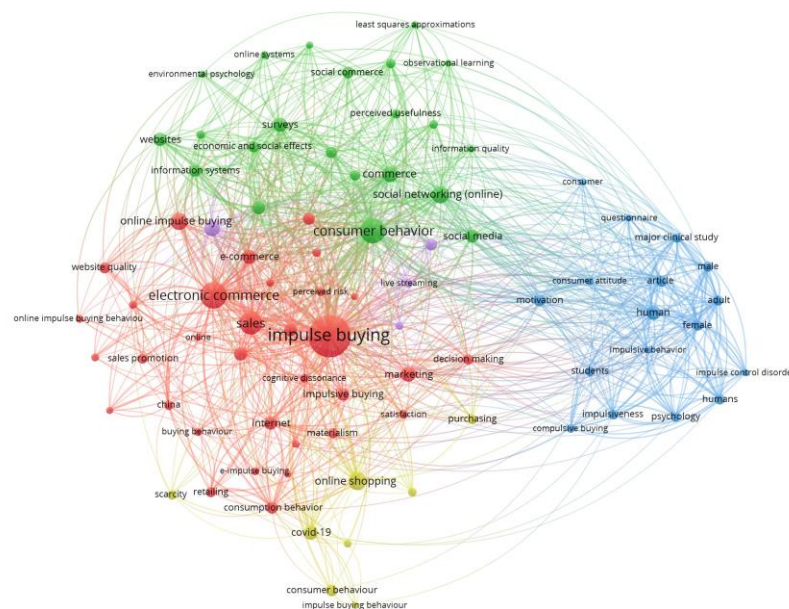 least squares approximations
online systems
observational learning
environmental psychology
social commerce
perceived usefulness
surveys
websites
economic and social effects
information quality
information systems
commerce
consumer
social networking (online)
questionnaire
online impulse buying
consumer behavior
social media
major clinical study
e-commerce
website quality
male
live streaming
consumer attitude
article
electronic commerce
perceived risk
motivation
adult
human
online impulse buying behaviou
sales
female
online
impulse buying
impulsive behavior
sales promotion
decision making
students
impulse control disorde
cognitive dissonance
marketing
impulsive buying
humans
china
satisfaction
purchasing
impulsiveness
psychology
internet
compulsive buying
buying behaviour
materialism
e-impulse buying
online shopping
scarcity
retailing
consumption behavior
covid-19
consumer behaviour
impulse buying behaviour